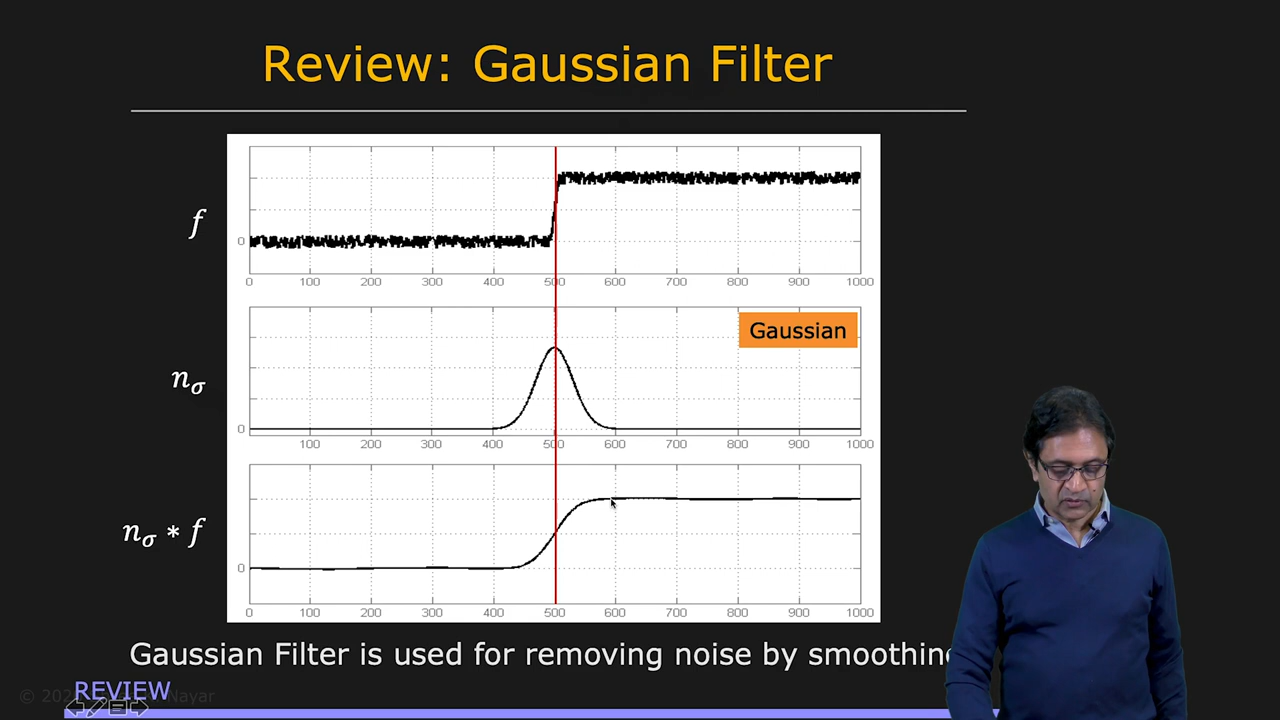 Review: Gaussian Filter
f
0
0 100 200 300 400 500 600 700 800 900 1000
Gaussian
nσ
0
100 200 300 400 500 600 700 800 900 1000
nσ * f
0
0 100 200 300 400 500 600 700 800 900 1000
Gaussian Filter is used for removing noise by smoothing
REVIEW
Nayar